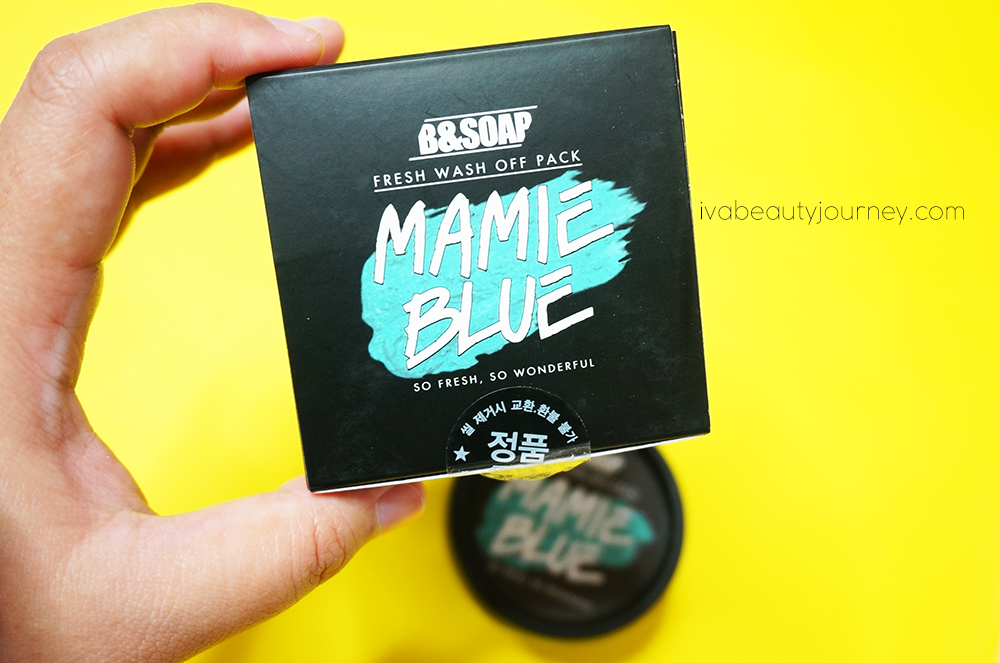 B&SOAP
FRESH WASH OFF PACK
MAMIE
BLUE
SO FRESH, SO WONDERFUL
씰 제거시 교환.환불 불가
정품
ivabeautyjourney.com
MAMIE
BLUE